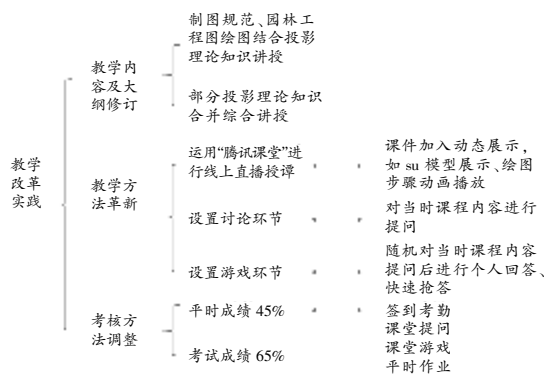 教学
改革
实践
教学内
容及大
纲修订
制图规范、园林工
程图绘图结合投影
理论知识讲授
部分投影理论知识
合并综合讲授
教学方
法革新
运用“腾讯课堂”进
行线上直播授谭
课件加入动态展示，
如 su 模型展示、绘图
步骤动画播放
设置讨论环节
对当时课程内容进行
提问
设置游戏环节
随机对当时课程内容
提问后进行个人回答、
快速抢答
考核方
法调整
平时成绩 45%
签到考勤
课堂提问
课堂游戏
平时作业
考试成绩 65%